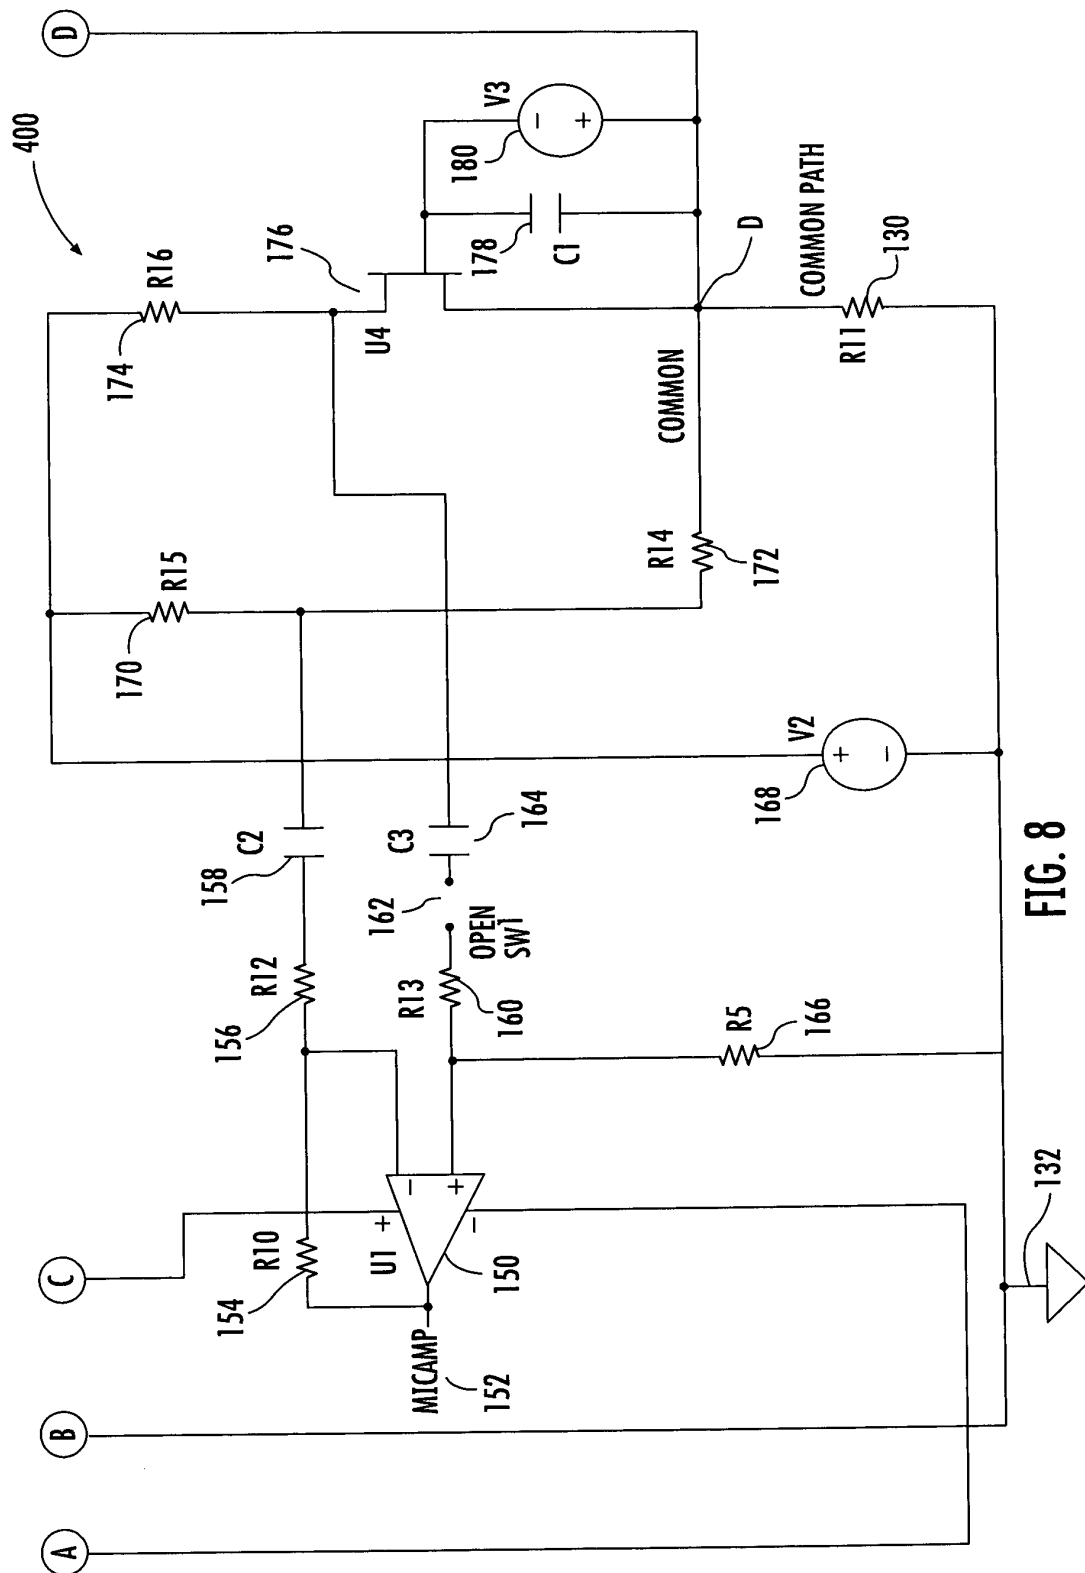 D
400
R16
174
176
U4
V3
180
178
C1
D
COMMON PATH
130
R11
COMMON
R15
170
R14
172
C2
158
C3
164
162
OPEN
SW1
V2
168
R12
156
R13
160
R5
166
C
R10
154
U1
150
MICAMP
152
132
B
A
+
−
−
+
−
+
+
−
FIG. 8